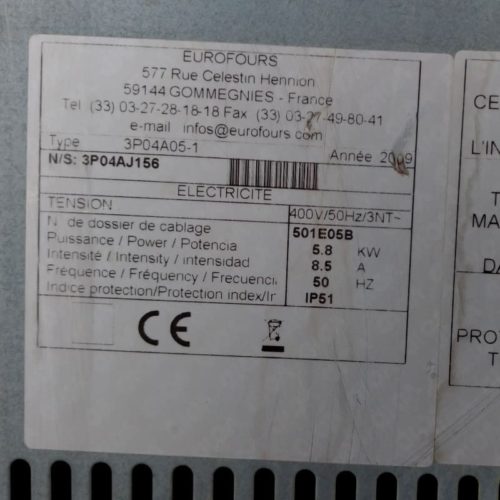 EUROFOURS
577 Rue Celestin Hennion
59144 GOMMEGNIES - France
Tel (33) 03-27-28-18-18 Fax (33) 03-27-49-80-41
e-mail infos@eurofours.com
Type 3P04A05-1 Année 2009
N/S: 3P04AJ156
ELECTRICITE
TENSION 400V/50Hz/3NT~
N° de dossier de cablage 501E05B
Puissance / Power / Potencia 5.8 KW
Intensité / Intensity / intensidad 8.5 A
Fréquence / Fréquency / Frecuenci 50 HZ
Indice protection/Protection index/Ir IP51
CE
CE
L'IN
T
MA
DA
PRO
T